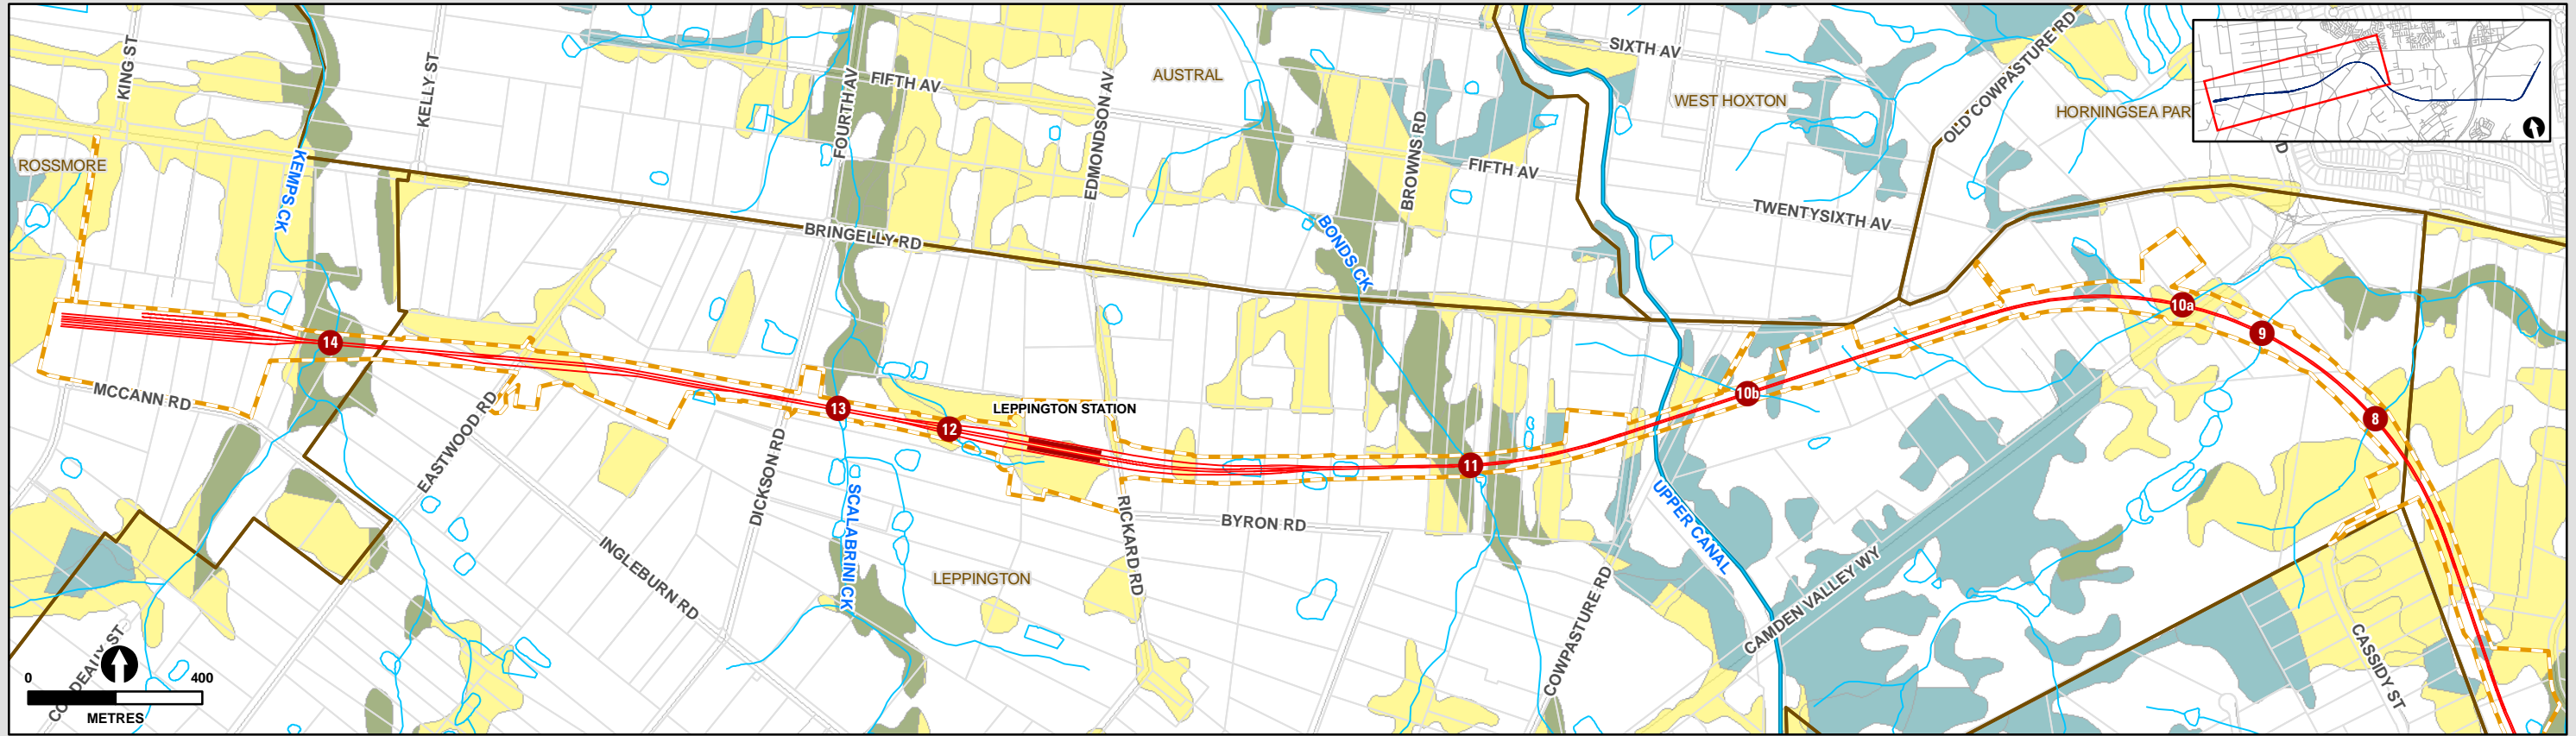 KING ST
KELLY ST
FOURTH AV
FIFTH AV
EDMONDSON AV
AUSTRAL
BROWNS RD
FIFTH AV
SIXTH AV
WEST HOXTON
OLD COWPASTURE RD
HORNINGSEA PAR
D
TWENTYSIXTH AV
ROSSMORE
KEMPS CK
BRINGELLY RD
BONDS CK
10a
9
14
10b
8
MCCANN RD
13
LEPPINGTON STATION
12
11
EASTWOOD RD
DICKSON RD
SCALABRINI CK
RICKARD RD
BYRON RD
UPPER CANAL
INGLEBURN RD
LEPPINGTON
COWPASTURE RD
CAMDEN VALLEY WY
CASSIDY ST
DEAUX ST
0
400
METRES